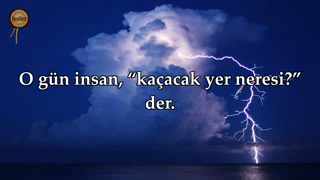 O gün insan, “kaçacak yer neresi?”
der.